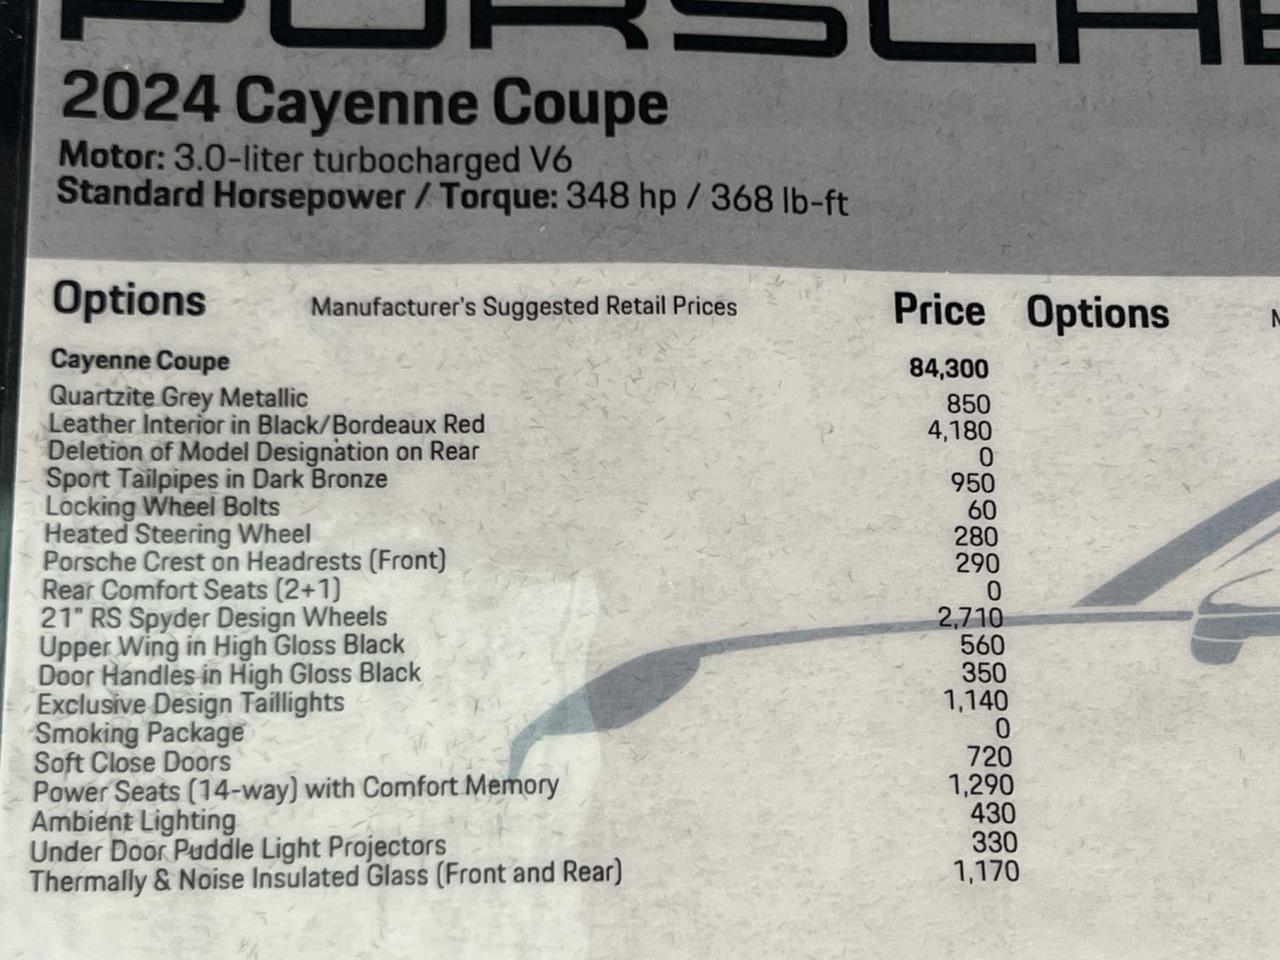 PORSCHE
2024 Cayenne Coupe
Motor: 3.0-liter turbocharged V6
Standard Horsepower / Torque: 348 hp / 368 lb-ft
Options Manufacturer's Suggested Retail Prices Price Options
Cayenne Coupe 84,300
Quartzite Grey Metallic 850
Leather Interior in Black/Bordeaux Red 4,180
Deletion of Model Designation on Rear 0
Sport Tailpipes in Dark Bronze 950
Locking Wheel Bolts 60
Heated Steering Wheel 280
Porsche Crest on Headrests (Front) 290
Rear Comfort Seats (2+1) 0
21" RS Spyder Design Wheels 2,710
Upper Wing in High Gloss Black 560
Door Handles in High Gloss Black 350
Exclusive Design Taillights 1,140
Smoking Package 0
Soft Close Doors 720
Power Seats (14-way) with Comfort Memory 1,290
Ambient Lighting 430
Under Door Puddle Light Projectors 330
Thermally & Noise Insulated Glass (Front and Rear) 1,170